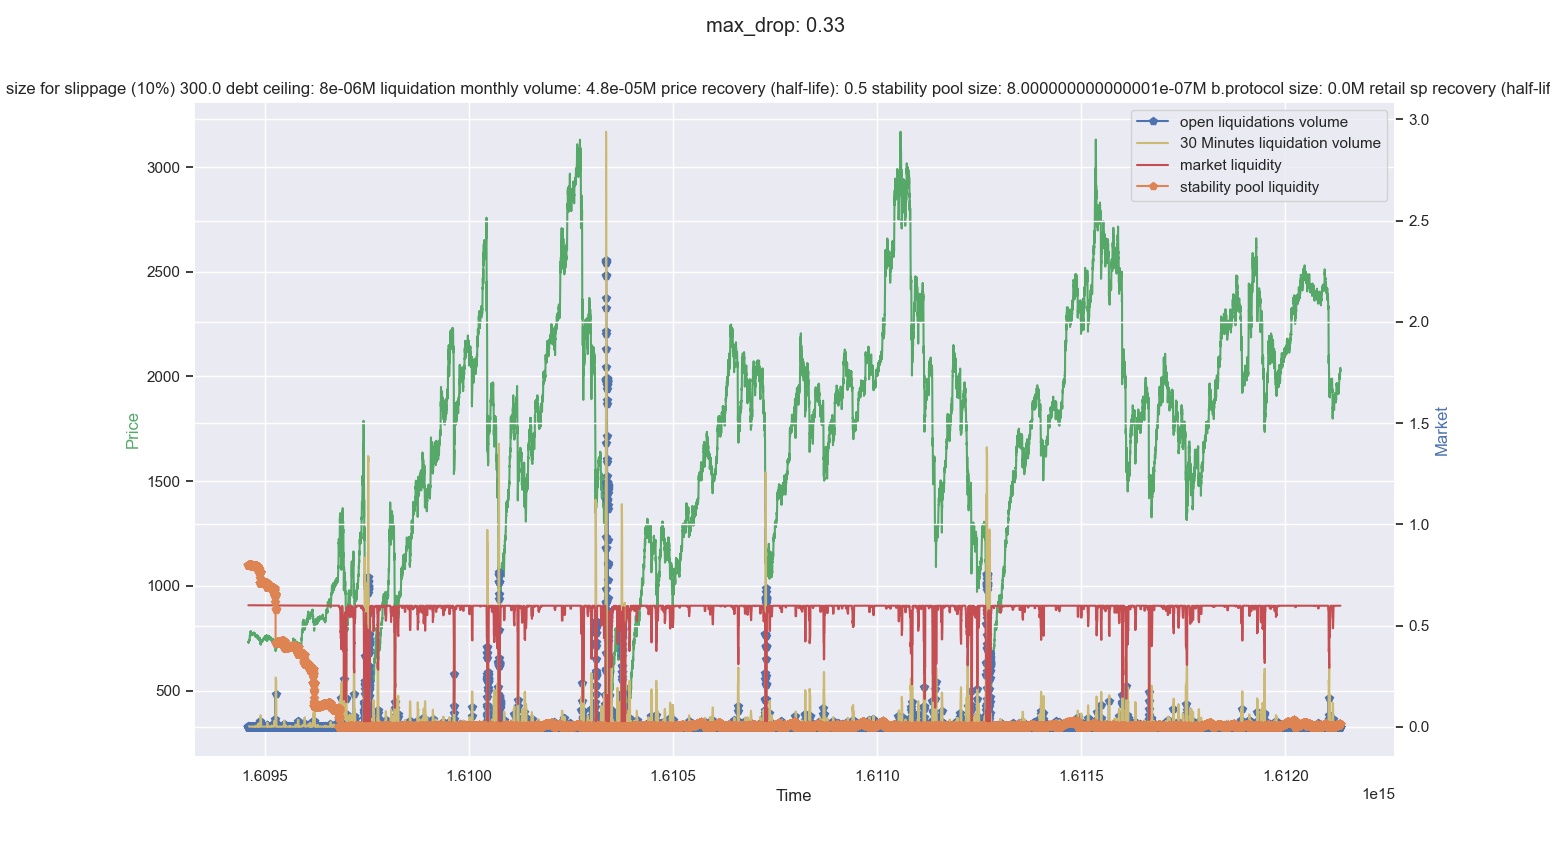 max_drop: 0.33
size for slippage (10%) 300.0 debt ceiling: 8e-06M liquidation monthly volume: 4.8e-05M price recovery (half-life): 0.5 stability pool size: 8.000000000000001e-07M b.protocol size: 0.0M retail sp recovery (half-lif
open liquidations volume
30 Minutes liquidation volume
market liquidity
stability pool liquidity
3000
2500
2000
1500
1000
500
Price
3.0
2.5
2.0
1.5
1.0
0.5
0.0
Market
1.6095
1.6100
1.6105
1.6110
1.6115
1.6120
1e15
Time